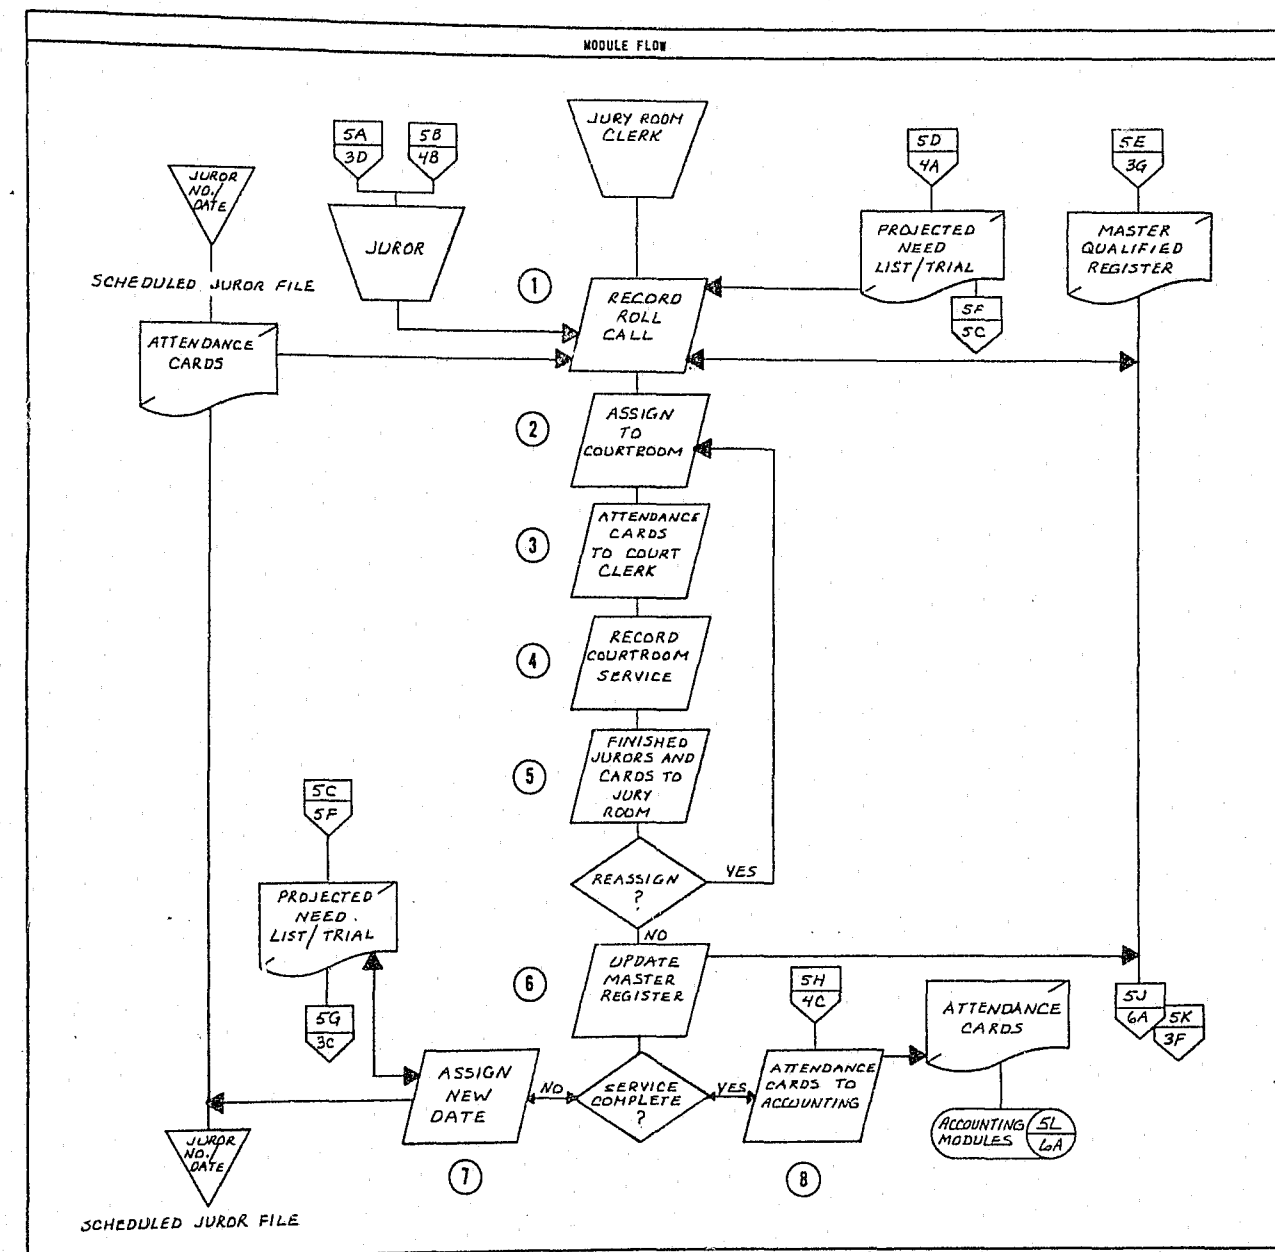 MODULE FLOW
JURY ROOM
CLERK
5A
3D
5B
4B
5D
4A
5E
3G
JUROR
NO./
DATE
JUROR
PROJECTED
NEED
LIST/TRIAL
MASTER
QUALIFIED
REGISTER
SCHEDULED JUROR FILE
1
RECORD
ROLL
CALL
5F
5C
ATTENDANCE
CARDS
2
ASSIGN
TO
COURTROOM
3
ATTENDANCE
CARDS
TO COURT
CLERK
4
RECORD
COURTROOM
SERVICE
5
FINISHED
JURORS AND
CARDS TO
JURY
ROOM
5C
5F
REASSIGN
?
YES
NO
PROJECTED
NEED.
LIST/TRIAL
6
UPDATE
MASTER
REGISTER
5H
4C
ATTENDANCE
CARDS
5J
6A
5K
3F
5G
3C
ASSIGN
NEW
DATE
NO
SERVICE
COMPLETE
?
YES
ATTENDANCE
CARDS TO
ACCOUNTING
ACCOUNTING
MODULES
5L
6A
JUROR
NO./
DATE
7
8
SCHEDULED JUROR FILE